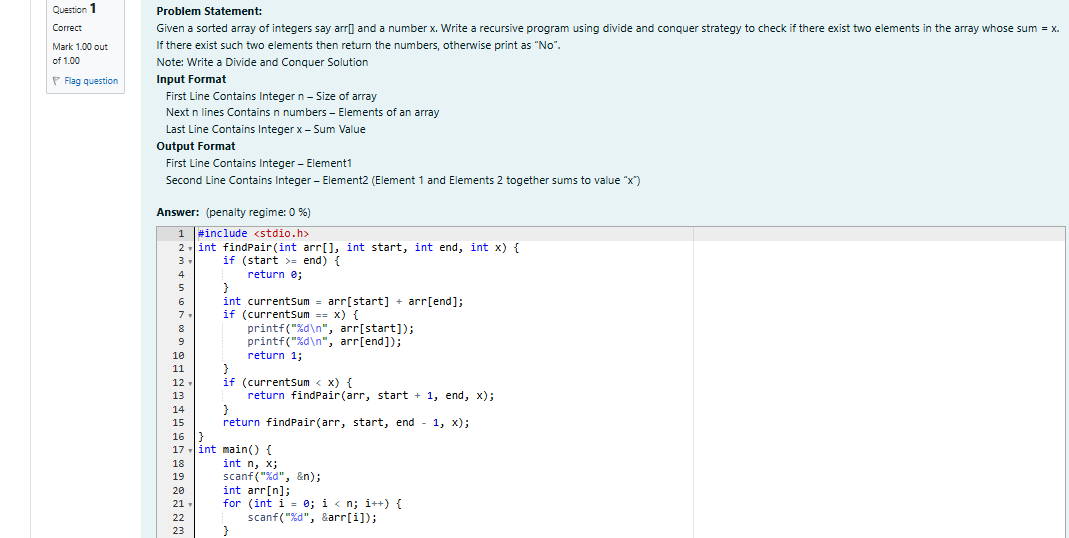 Question 1
Correct
Mark 1.00 out
of 1.00
Flag question
Problem Statement:
Given a sorted array of integers say arr[] and a number x. Write a recursive program using divide and conquer strategy to check if there exist two elements in the array whose sum = x.
If there exist such two elements then return the numbers, otherwise print as "No".
Note: Write a Divide and Conquer Solution
Input Format
First Line Contains Integer n – Size of array
Next n lines Contains n numbers – Elements of an array
Last Line Contains Integer x – Sum Value
Output Format
First Line Contains Integer – Element1
Second Line Contains Integer – Element2 (Element 1 and Elements 2 together sums to value "x")
Answer: (penalty regime: 0 %)
1 #include <stdio.h>
2 int findPair(int arr[], int start, int end, int x) {
3     if (start >= end) {
4         return 0;
5     }
6     int currentSum = arr[start] + arr[end];
7     if (currentSum == x) {
8         printf("%d\n", arr[start]);
9         printf("%d\n", arr[end]);
10         return 1;
11     }
12     if (currentSum < x) {
13         return findPair(arr, start + 1, end, x);
14     }
15     return findPair(arr, start, end - 1, x);
16 }
17 int main() {
18     int n, x;
19     scanf("%d", &n);
20     int arr[n];
21     for (int i = 0; i < n; i++) {
22         scanf("%d", &arr[i]);
23     }